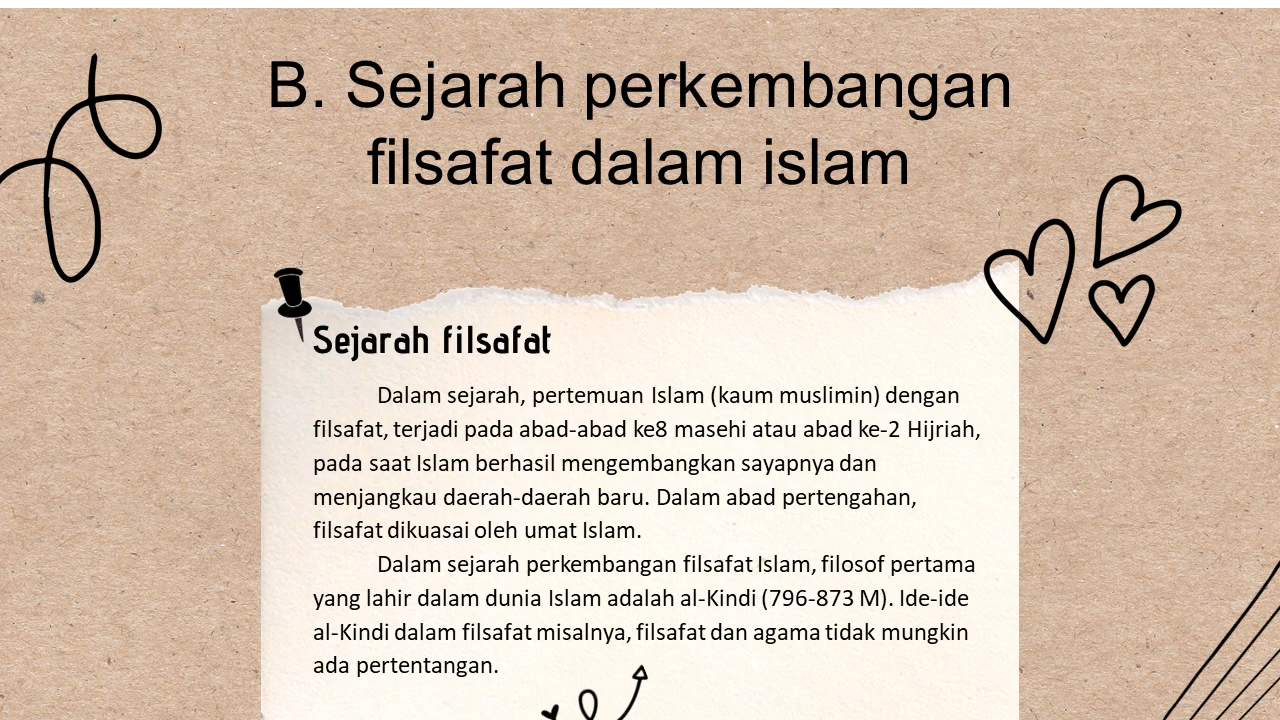 B. Sejarah perkembangan
filsafat dalam islam
Sejarah filsafat
Dalam sejarah, pertemuan Islam (kaum muslimin) dengan
filsafat, terjadi pada abad-abad ke8 masehi atau abad ke-2 Hijriah,
pada saat Islam berhasil mengembangkan sayapnya dan
menjangkau daerah-daerah baru. Dalam abad pertengahan,
filsafat dikuasai oleh umat Islam.
Dalam sejarah perkembangan filsafat Islam, filosof pertama
yang lahir dalam dunia Islam adalah al-Kindi (796-873 M). Ide-ide
al-Kindi dalam filsafat misalnya, filsafat dan agama tidak mungkin
ada pertentangan.